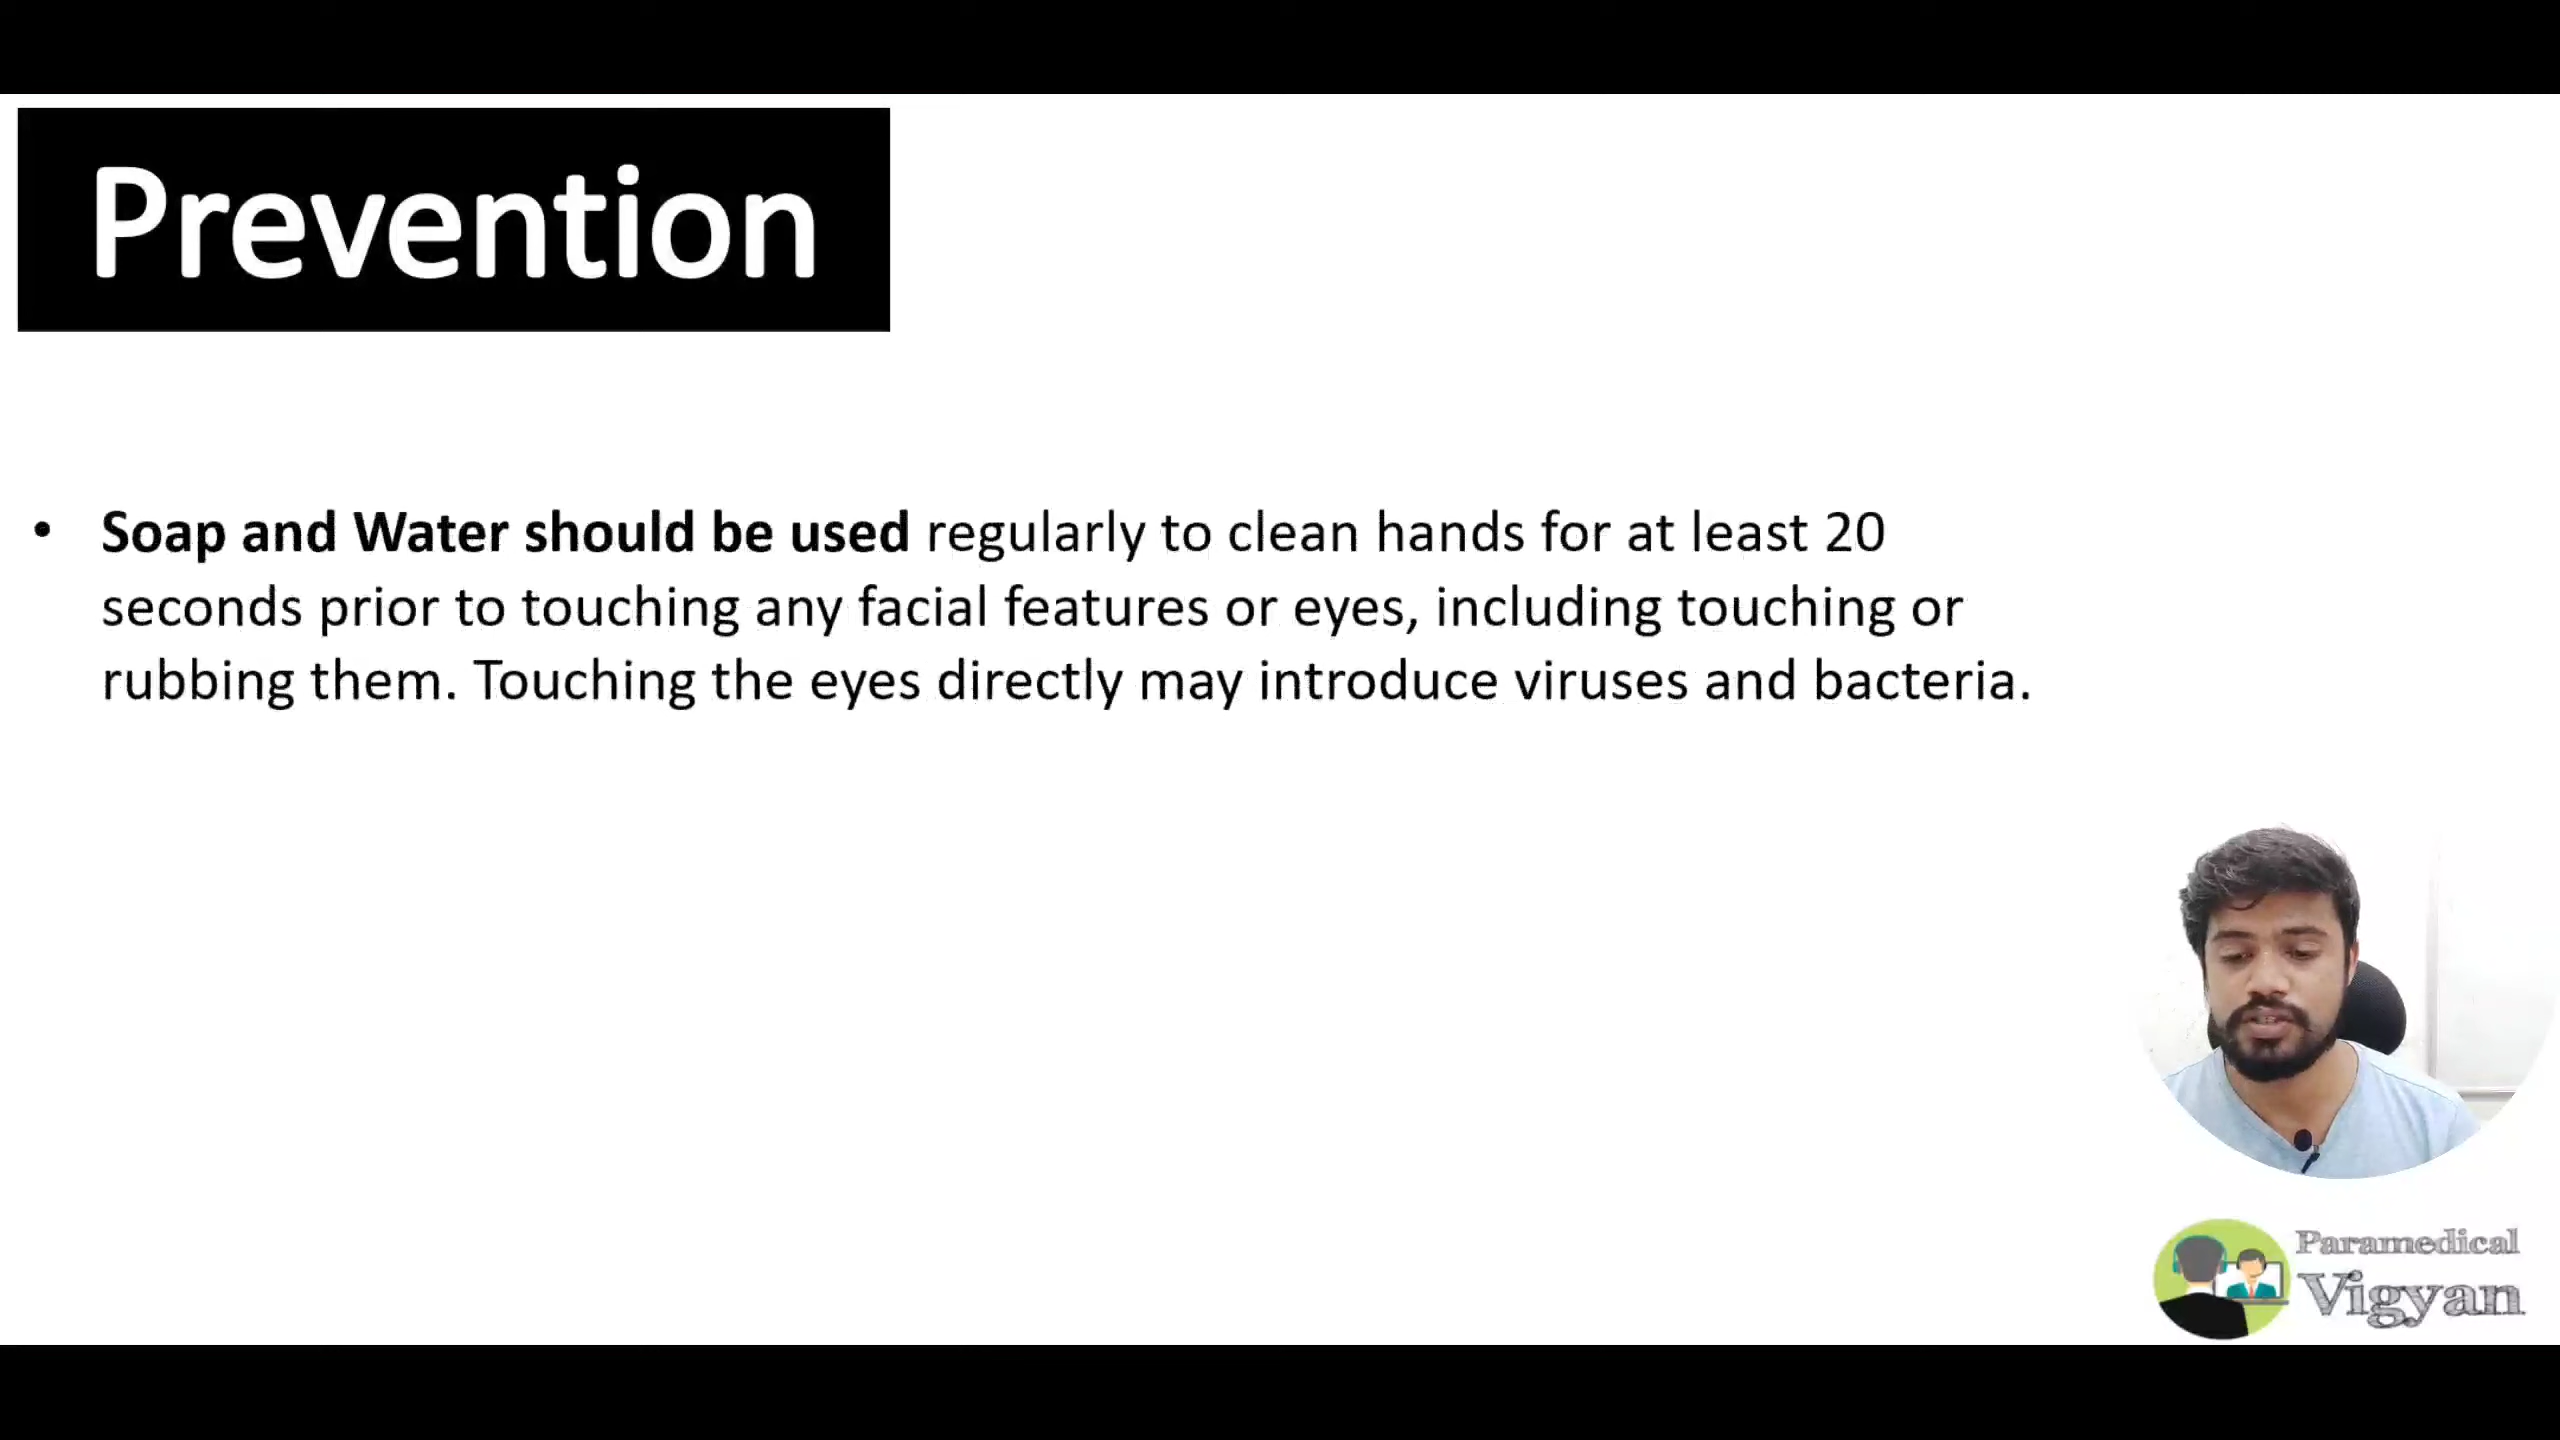 Prevention
• Soap and Water should be used regularly to clean hands for at least 20
seconds prior to touching any facial features or eyes, including touching or
rubbing them. Touching the eyes directly may introduce viruses and bacteria.
Paramedical
Vigyan